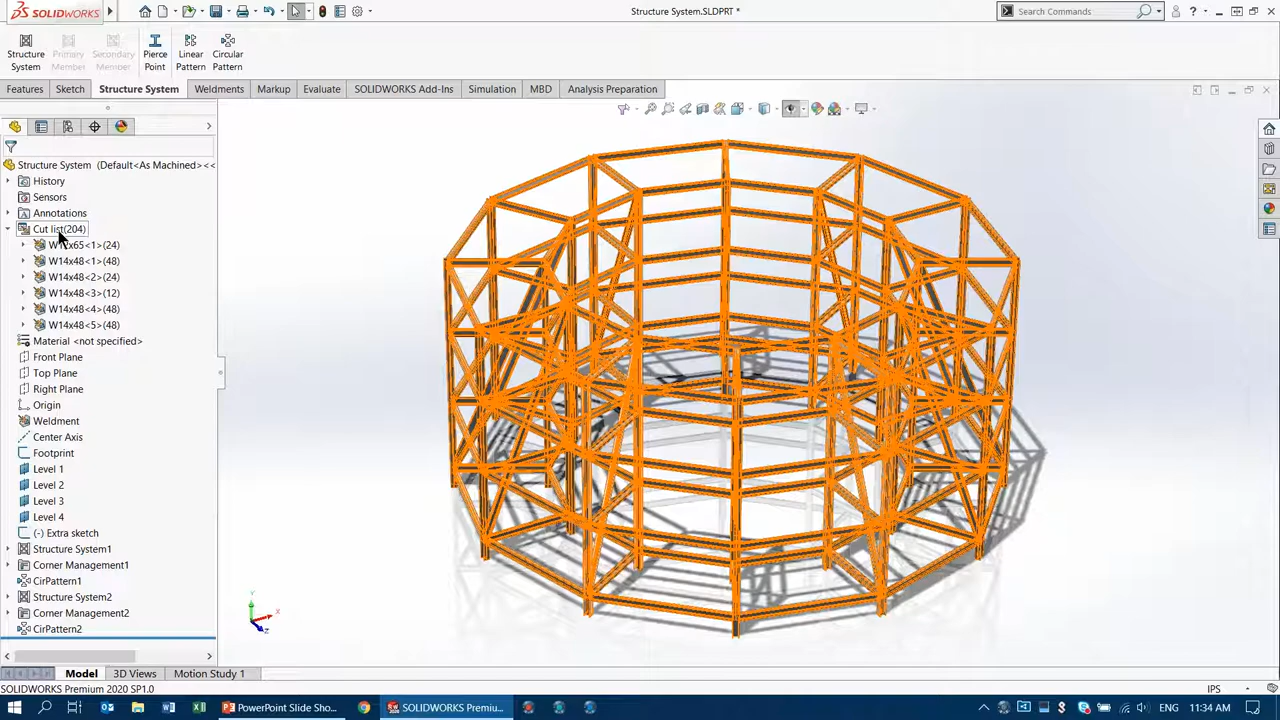 SOLIDWORKS
Structure System.SLDPRT *
Search Commands
Structure System
Primary Member
Secondary Member
Pierce Point
Linear Pattern
Circular Pattern
Features
Sketch
Structure System
Weldments
Markup
Evaluate
SOLIDWORKS Add-Ins
Simulation
MBD
Analysis Preparation
Structure System (Default<As Machined><<
History
Sensors
Annotations
Cut list(204)
x65<1>(24)
W14x48<1>(48)
W14x48<2>(24)
W14x48<3>(12)
W14x48<4>(48)
W14x48<5>(48)
Material <not specified>
Front Plane
Top Plane
Right Plane
Origin
Weldment
Center Axis
Footprint
Level 1
Level 2
Level 3
Level 4
(-) Extra sketch
Structure System1
Corner Management1
CirPattern1
Structure System2
Corner Management2
CirPattern2
Y
X
Z
Model
3D Views
Motion Study 1
SOLIDWORKS Premium 2020 SP1.0
IPS
PowerPoint Slide Sho...
SOLIDWORKS Premiu...
ENG
11:34 AM